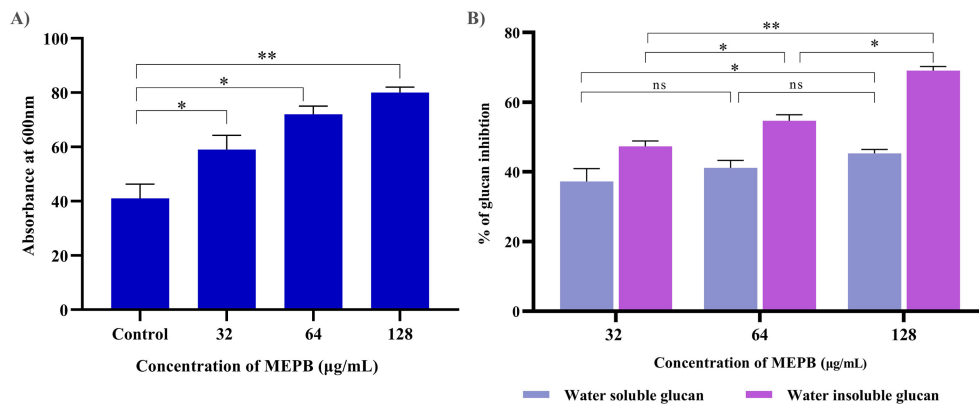 A)
Absorbance at 600nm
100
80
60
40
20
0
**
*
*
Control 32 64 128
Concentration of MEPB (µg/mL)
B)
% of glucan inhibtion
80
60
40
20
0
**
* *
*
ns ns
32 64 128
Concentration of MEPB (µg/mL)
Water soluble glucan Water insoluble glucan